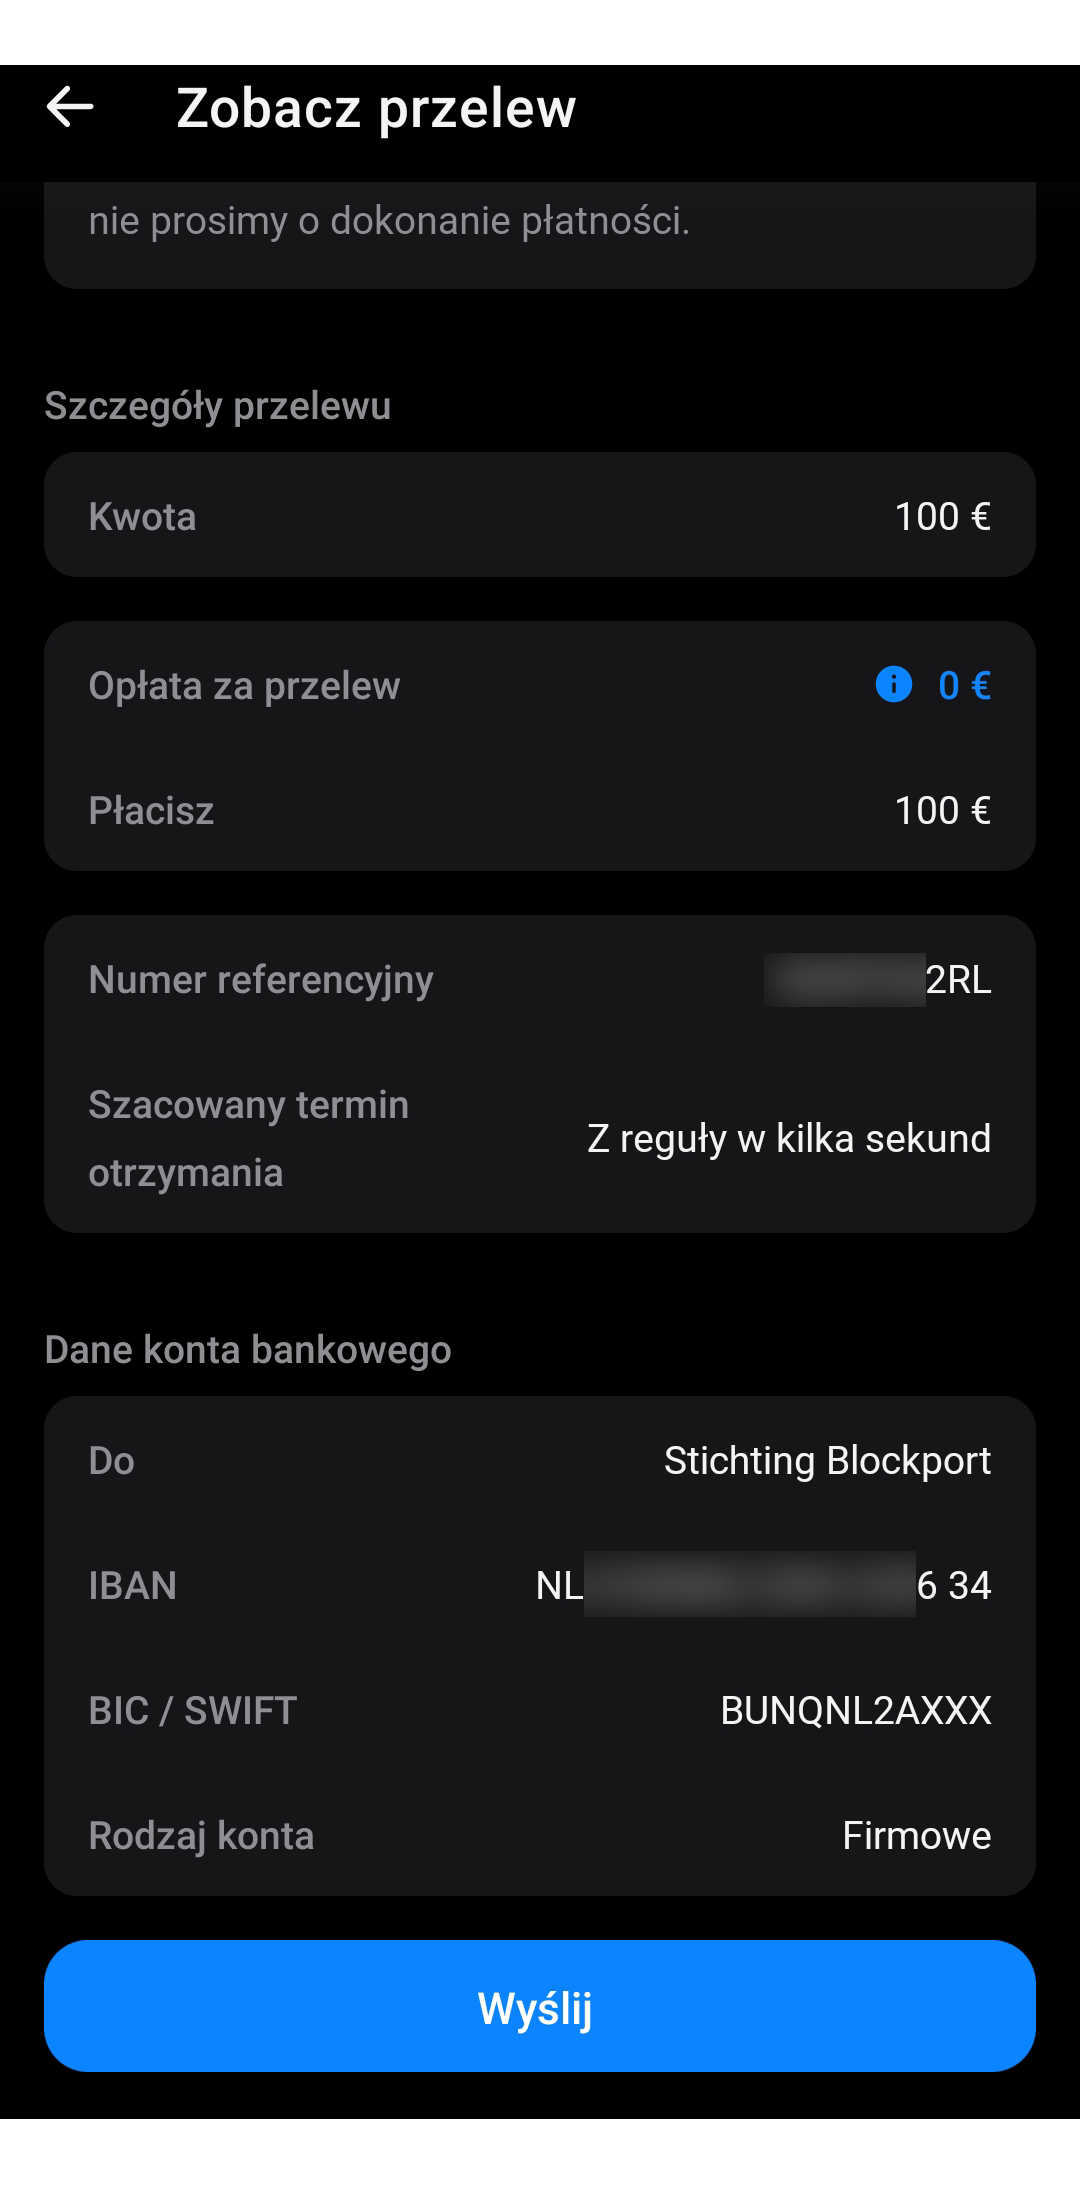 Zobacz przelew
nie prosimy o dokonanie płatności.
Szczegóły przelewu
Kwota 100 €
Opłata za przelew 0 €
Płacisz 100 €
Numer referencyjny 2RL
Szacowany termin
otrzymania
Z reguły w kilka sekund
Dane konta bankowego
Do Stichting Blockport
IBAN NL 6 34
BIC / SWIFT BUNQNL2AXXX
Rodzaj konta Firmowe
Wyślij